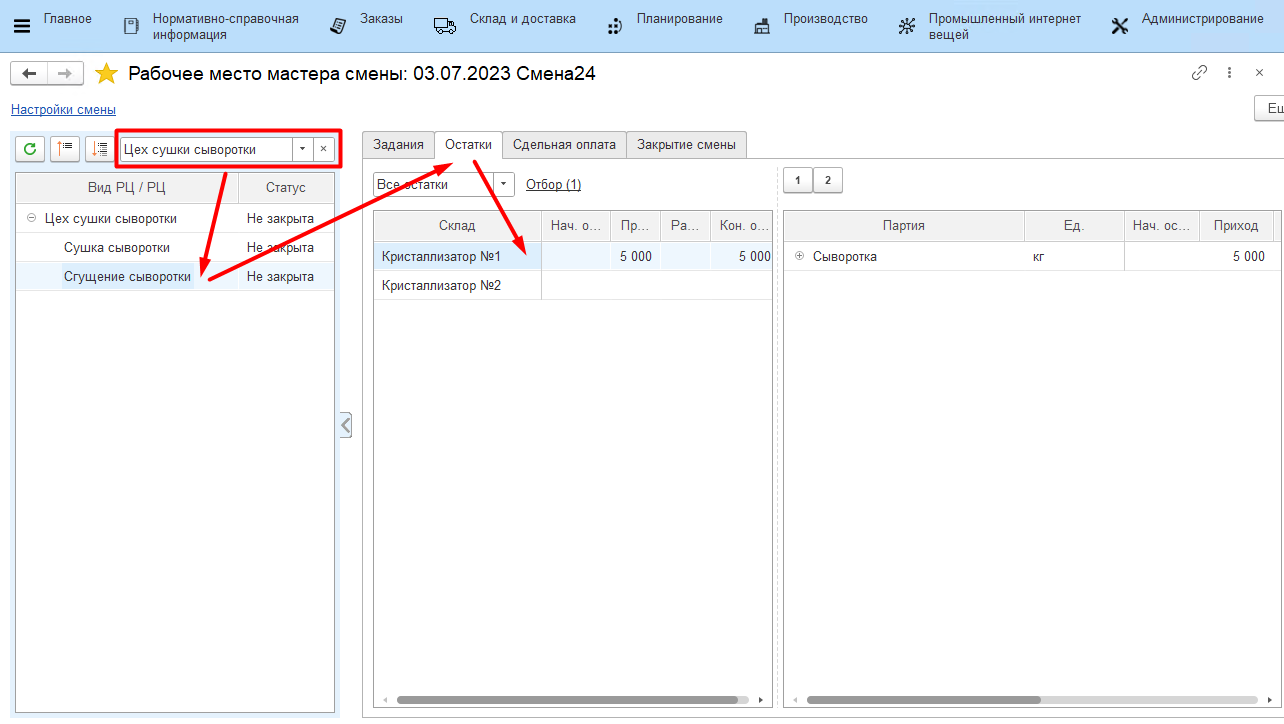 Главное
Нормативно-справочная
информация
Заказы
Склад и доставка
Планирование
Производство
Промышленный интернет
вещей
Администрирование
Рабочее место мастера смены: 03.07.2023 Смена24
Настройки смены
Ец
Цех сушки сыворотки
Вид РЦ / РЦ Статус
Цех сушки сыворотки Не закрыта
Сушка сыворотки Не закрыта
Сгущение сыворотки Не закрыта
Задания Остатки Сдельная оплата Закрытие смены
Все остатки Отбор (1)
Склад Нач. о... Пр... Ра... Кон. о...
Кристаллизатор №1 5 000 5 000
Кристаллизатор №2
1 2
Партия Ед. Нач. ос... Приход
Сыворотка кг 5 000